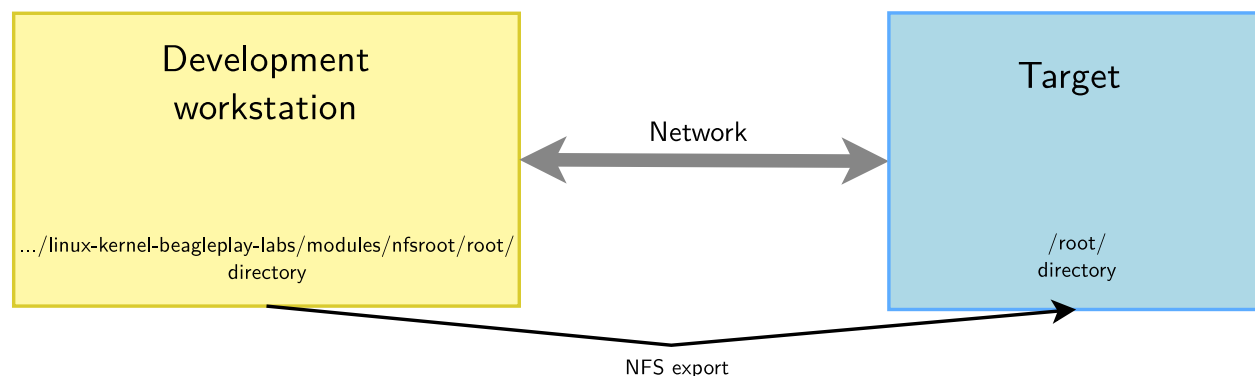 Development
workstation
Target
Network
.../linux-kernel-beagleplay-labs/modules/nfsroot/root/
directory
/root/
directory
NFS export